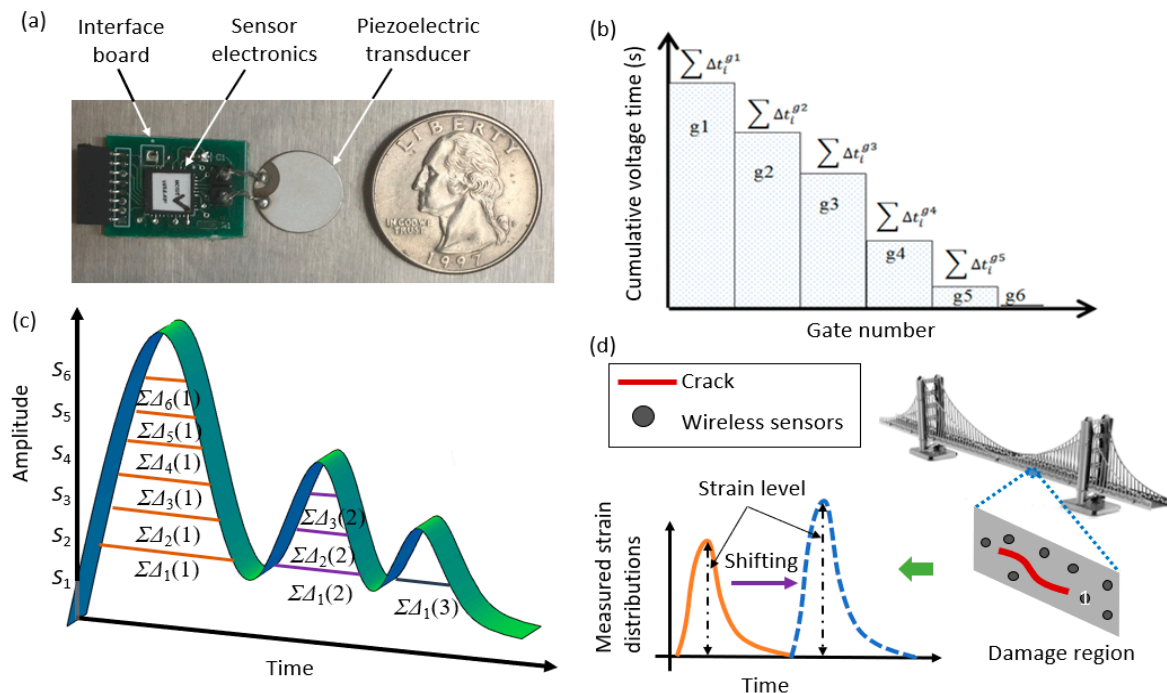 (a)
Interface
board
Sensor
electronics
Piezoelectric
transducer
LIBERTY
IN GOD WE
TRUST
1997
(b)
Cumulative voltage time (s)
∑ Δt_i^{g1}
∑ Δt_i^{g2}
∑ Δt_i^{g3}
∑ Δt_i^{g4}
∑ Δt_i^{g5}
g1
g2
g3
g4
g5
g6
Gate number
(c)
Amplitude
S₆
S₅
S₄
S₃
S₂
S₁
ΣΔ₆(1)
ΣΔ₅(1)
ΣΔ₄(1)
ΣΔ₃(1)
ΣΔ₂(1)
ΣΔ₁(1)
ΣΔ₃(2)
ΣΔ₂(2)
ΣΔ₁(2)
ΣΔ₁(3)
Time
(d)
Crack
Wireless sensors
Strain level
Shifting
Measured strain
distributions
Time
Damage region